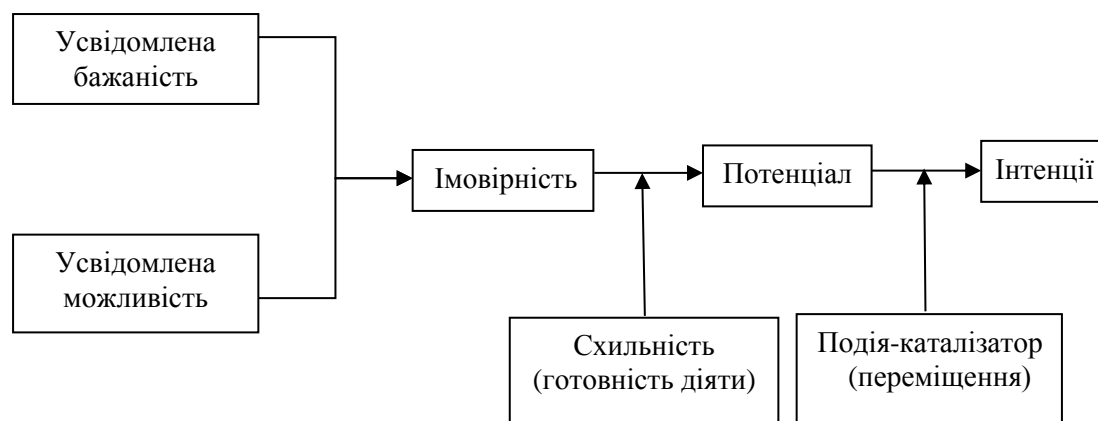 Усвідомлена
бажаність
Усвідомлена
можливість
Імовірність
Потенціал
Інтенції
Схильність
(готовність діяти)
Подія-каталізатор
(переміщення)